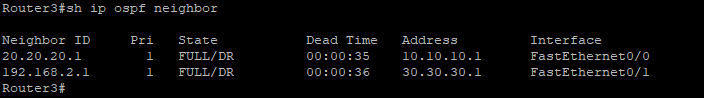 Router3#sh ip ospf neighbor
Neighbor ID     Pri   State           Dead Time   Address         Interface
20.20.20.1        1   FULL/DR         00:00:35    10.10.10.1      FastEthernet0/0
192.168.2.1       1   FULL/DR         00:00:36    30.30.30.1      FastEthernet0/1
Router3#